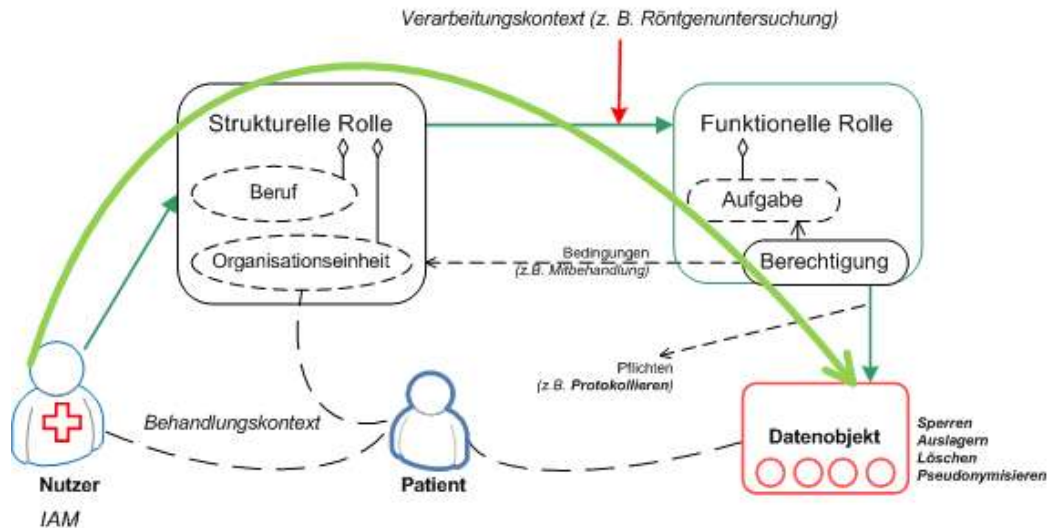 Verarbeitungskontext (z. B. Röntgenuntersuchung)
Strukturelle Rolle
Beruf
Organisationseinheit
Funktionelle Rolle
Aufgabe
Berechtigung
Bedingungen
(z.B. Mitbehandlung)
Pflichten
(z.B. Protokollieren)
Behandlungskontext
Nutzer
IAM
Patient
Datenobjekt
Sperren
Auslagern
Löschen
Pseudonymisieren